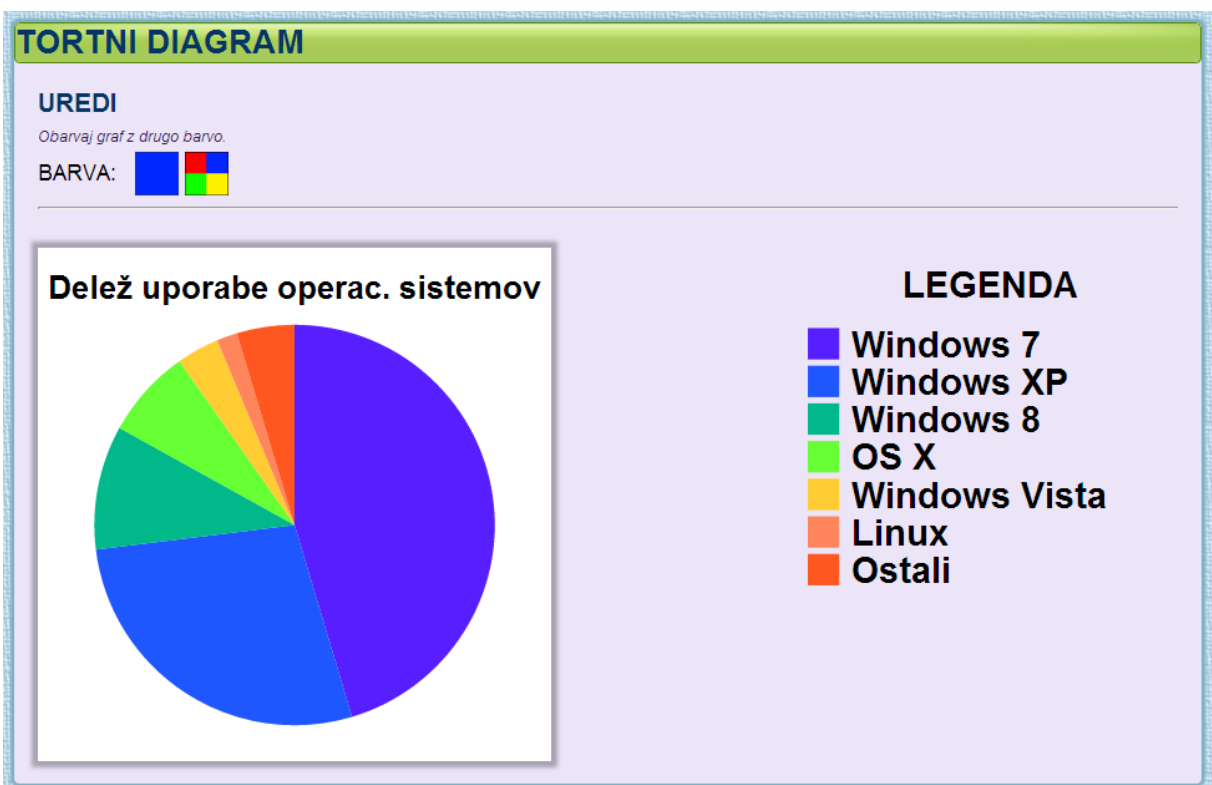 TORTNI DIAGRAM
UREDI
Obarvaj graf z drugo barvo.
BARVA:
Delež uporabe operac. sistemov
LEGENDA
Windows 7
Windows XP
Windows 8
OS X
Windows Vista
Linux
Ostali